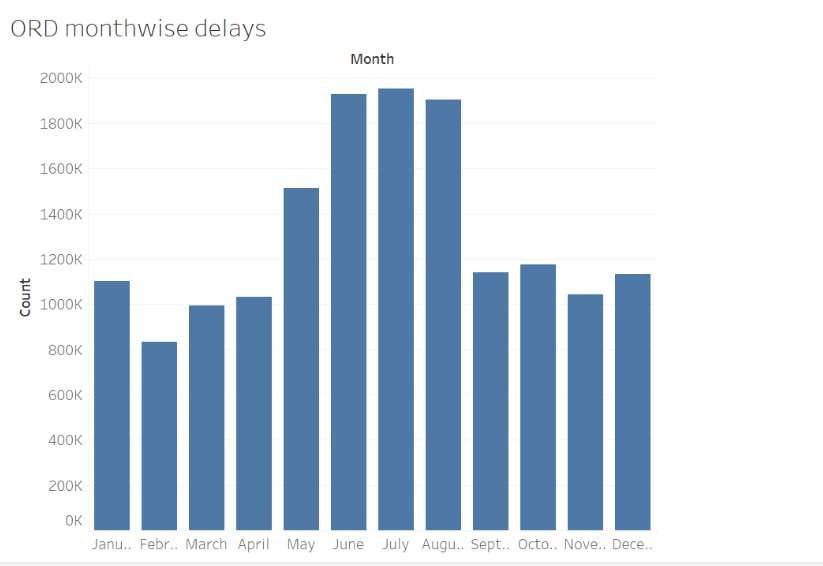 ORD monthwise delays
Month
2000K
1800K
1600K
1400K
1200K
1000K
800K
600K
400K
200K
0K
Count
Janu.. Febr.. March April May June July Augu.. Sept.. Octo.. Nove.. Dece..